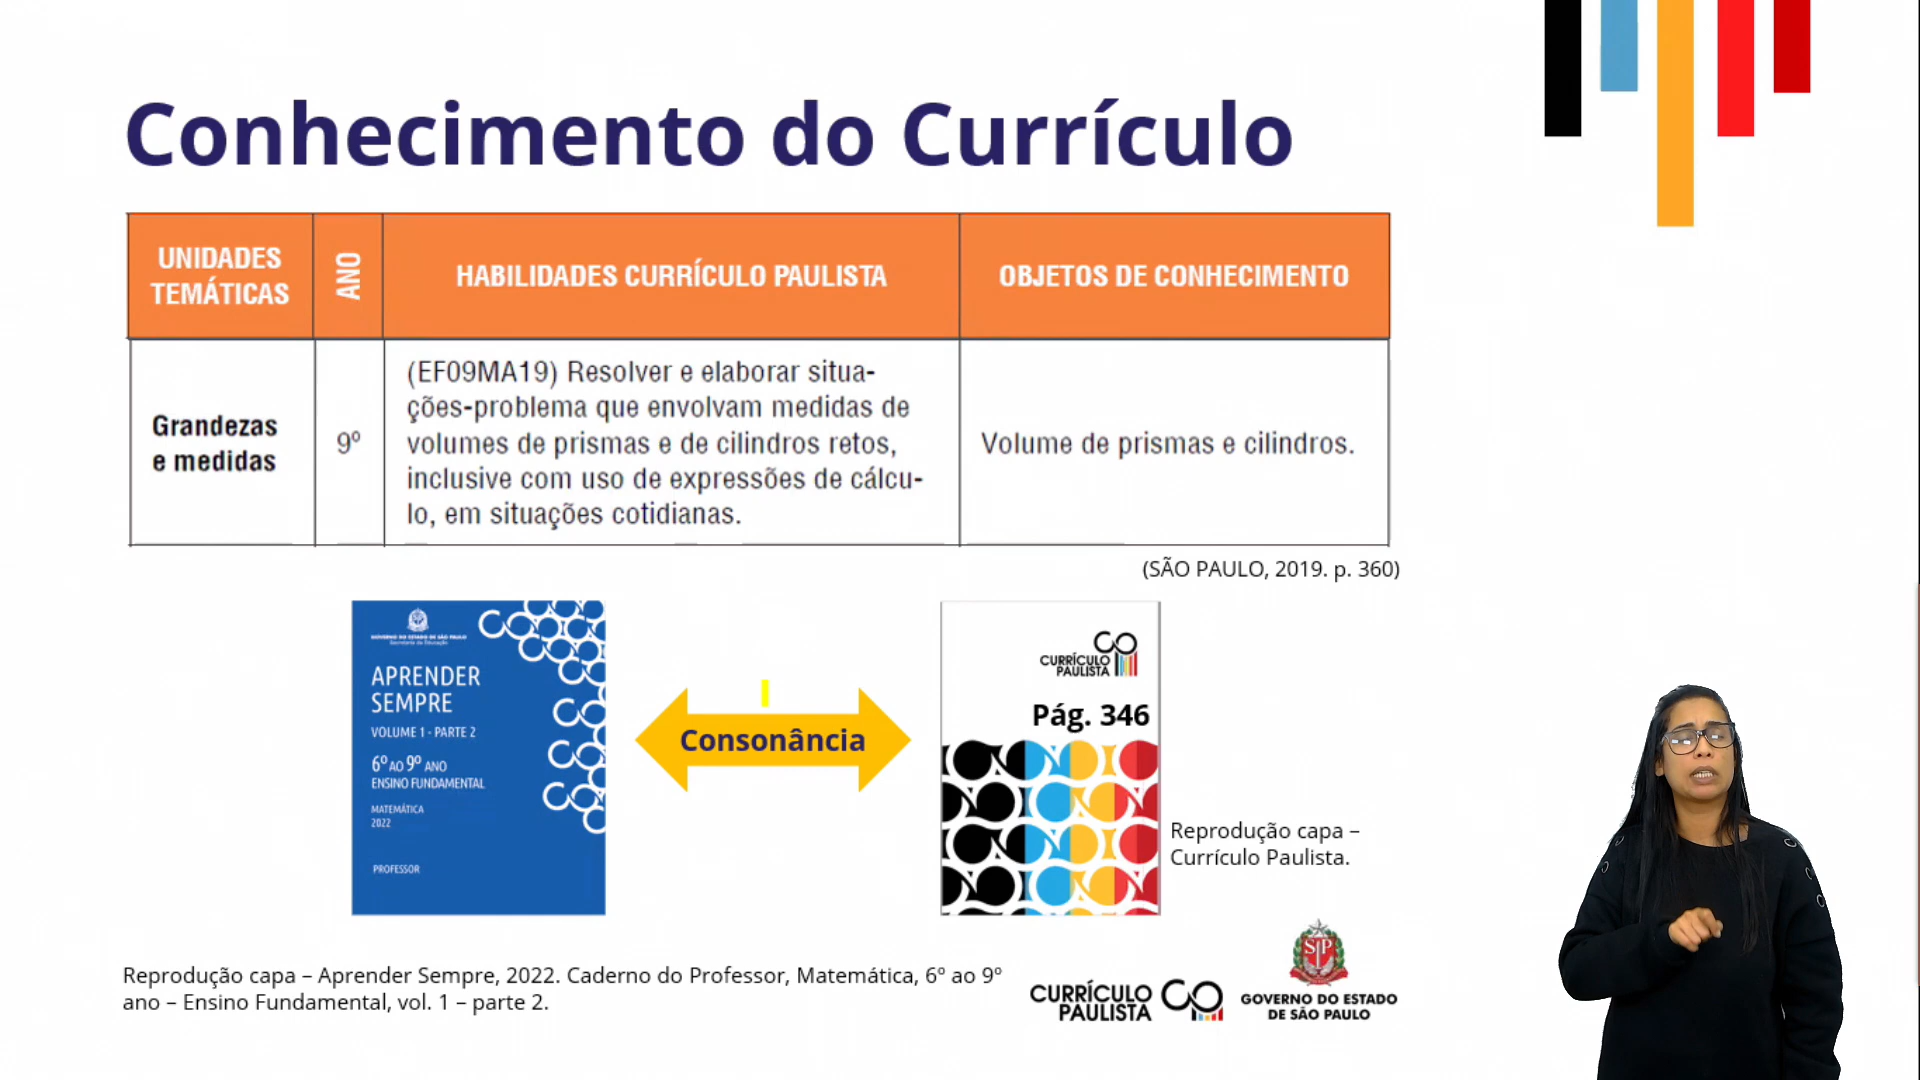 Conhecimento do Currículo
UNIDADES
TEMÁTICAS
ANO
HABILIDADES CURRÍCULO PAULISTA
OBJETOS DE CONHECIMENTO
Grandezas
e medidas
9º
(EF09MA19) Resolver e elaborar situa-
ções-problema que envolvam medidas de
volumes de prismas e de cilindros retos,
inclusive com uso de expressões de cálcu-
lo, em situações cotidianas.
Volume de prismas e cilindros.
(SÃO PAULO, 2019. p. 360)
GOVERNO DO ESTADO DE SÃO PAULO
Secretaria da Educação
APRENDER
SEMPRE
VOLUME 1 - PARTE 2
6º AO 9º ANO
ENSINO FUNDAMENTAL
MATEMÁTICA
2022
PROFESSOR
Consonância
CURRÍCULO
PAULISTA
Pág. 346
Reprodução capa –
Currículo Paulista.
Reprodução capa – Aprender Sempre, 2022. Caderno do Professor, Matemática, 6º ao 9º
ano – Ensino Fundamental, vol. 1 – parte 2.
CURRÍCULO
PAULISTA
SP
GOVERNO DO ESTADO
DE SÃO PAULO